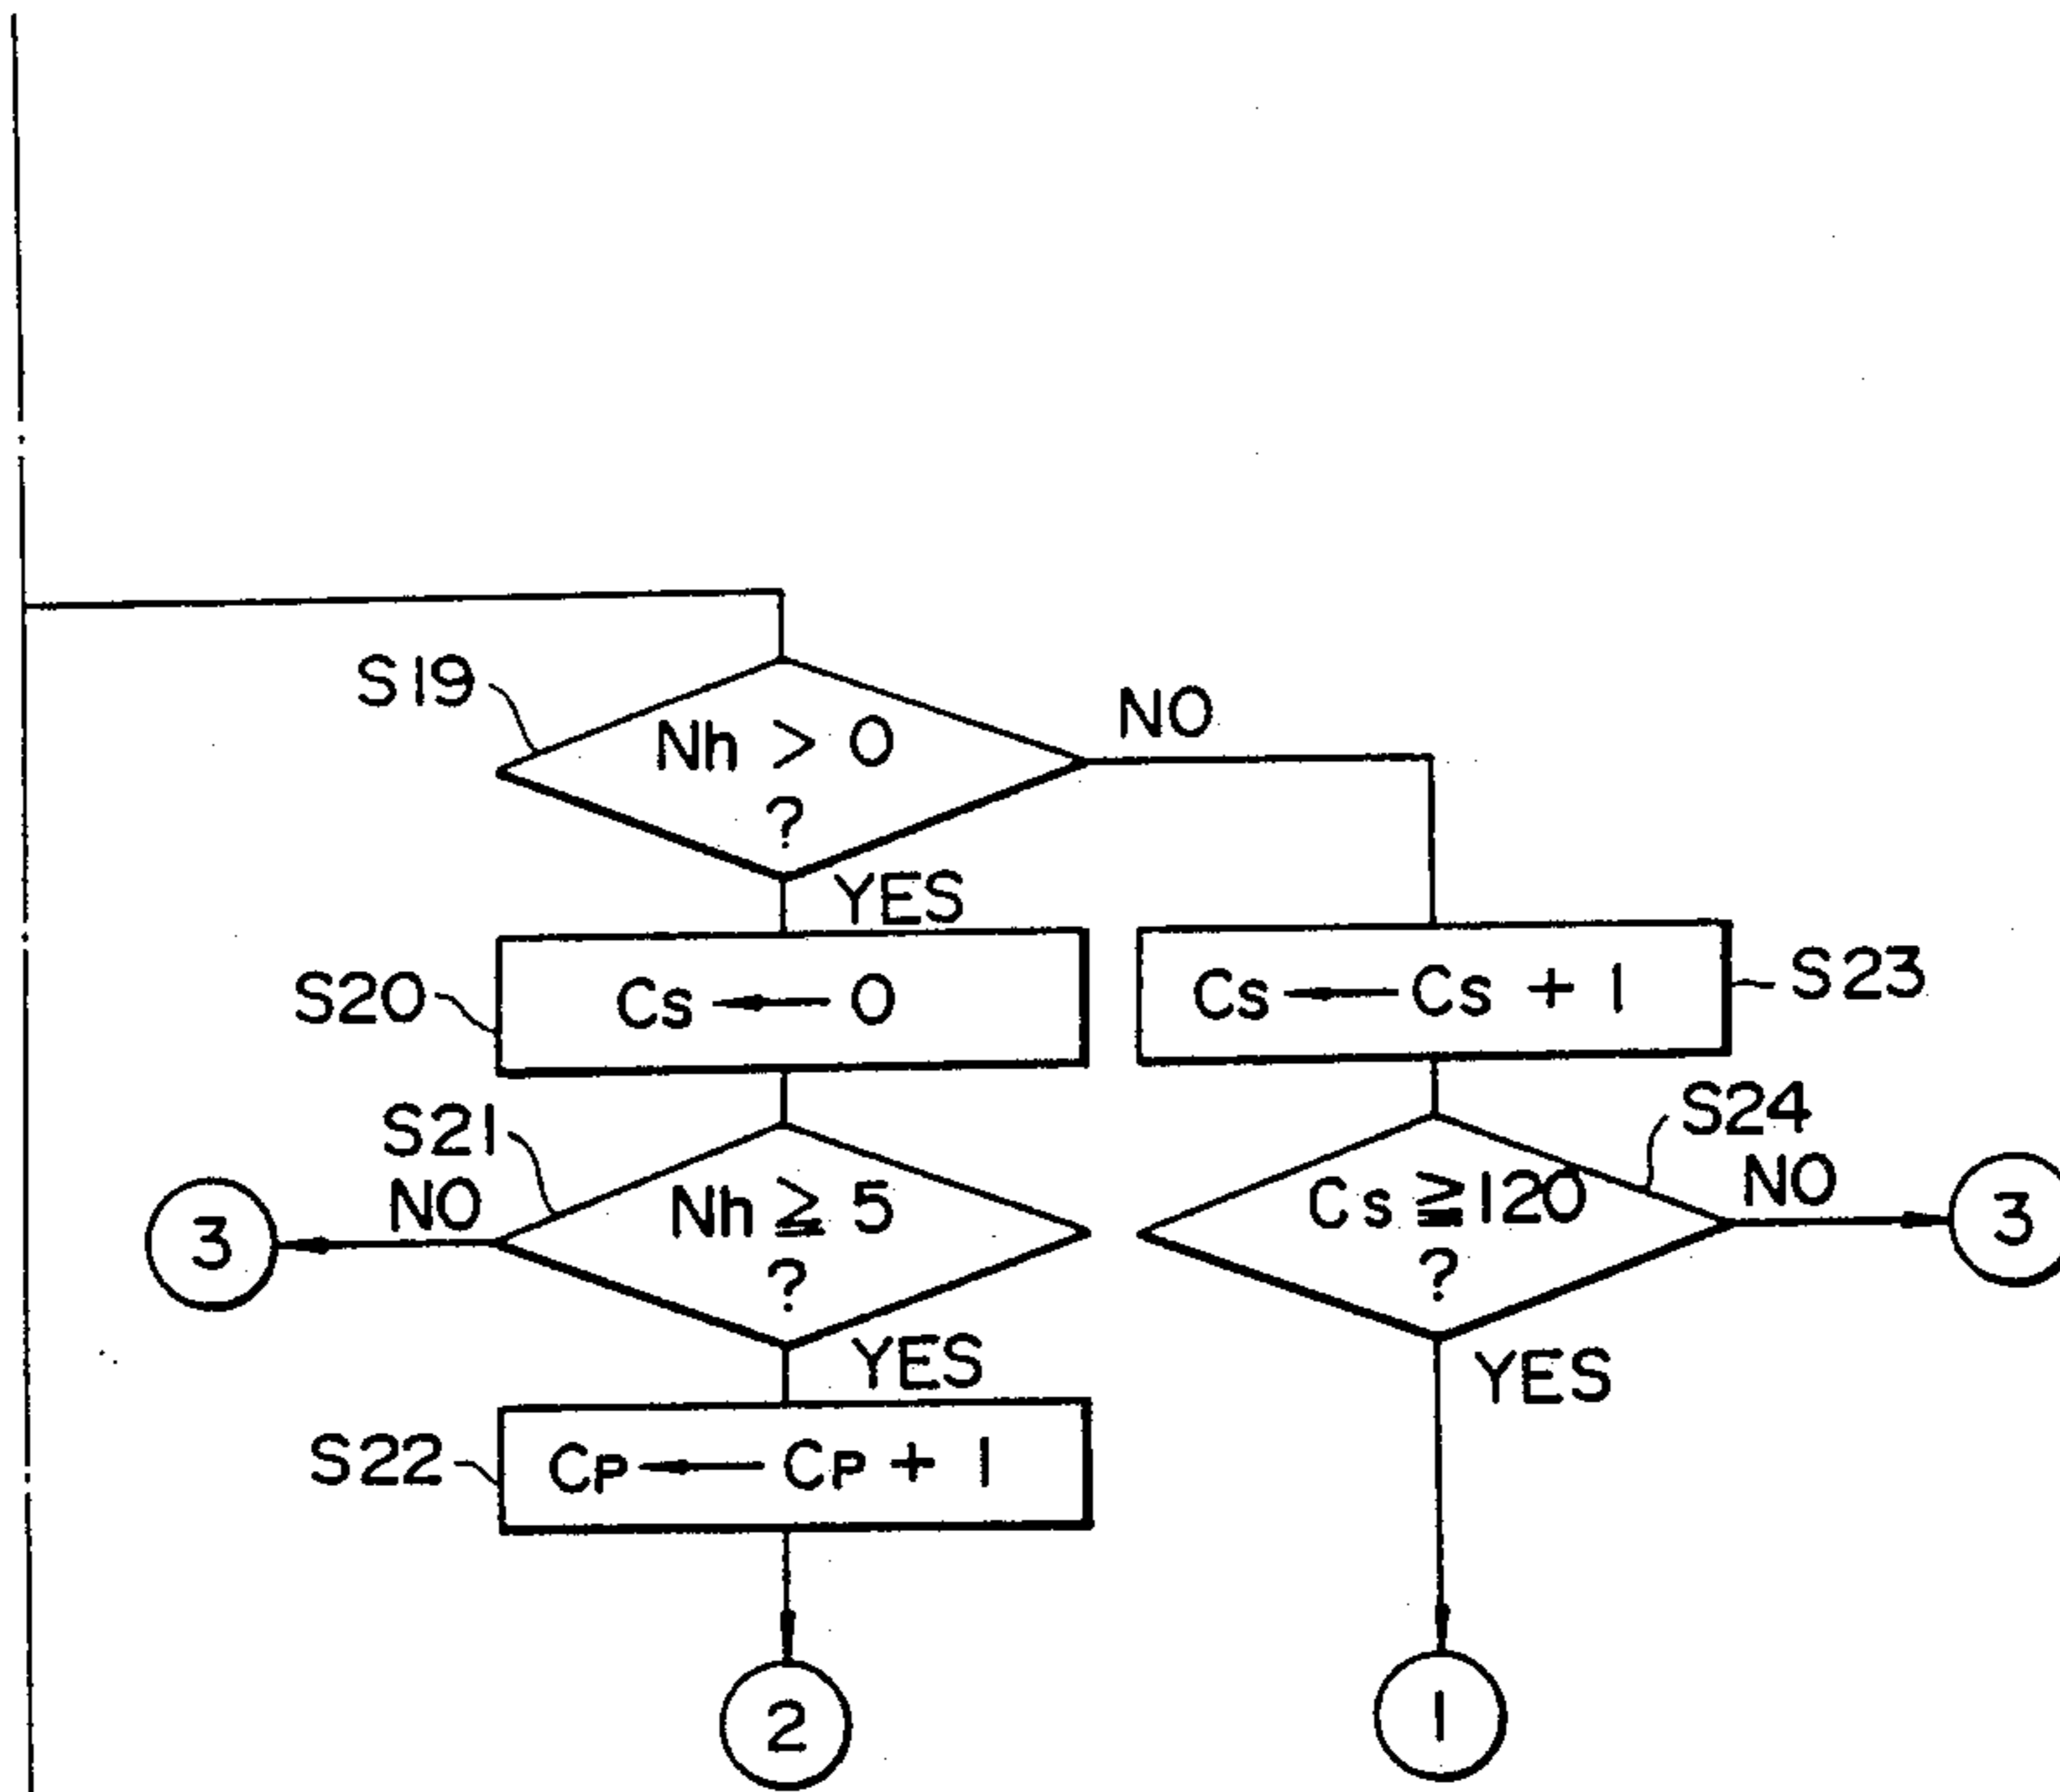 S19
Nh > 0
?
NO
YES
S20
Cs ← 0
Cs ← Cs + 1
S23
S21
NO
Nh ≥ 5
?
YES
3
S24
Cs ≧ 120
?
NO
3
YES
S22
CP ← CP + 1
2
1